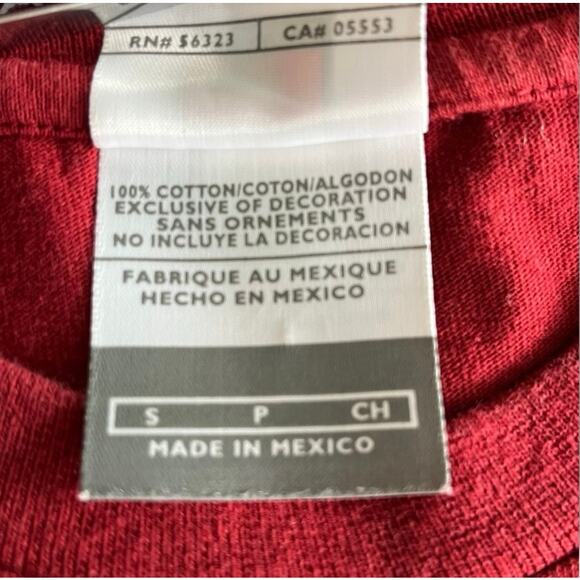 RN# 56323 CA# 05553
100% COTTON/COTON/ALGODON
EXCLUSIVE OF DECORATION
SANS ORNEMENTS
NO INCLUYE LA DECORACION
FABRIQUE AU MEXIQUE
HECHO EN MEXICO
S P CH
MADE IN MEXICO